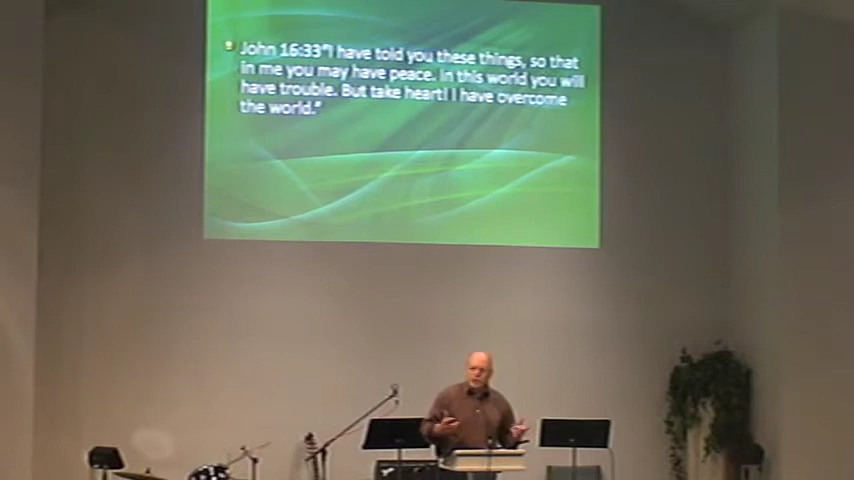 John 16:33"I have told you these things, so that
in me you may have peace. In this world you will
have trouble. But take heart! I have overcome
the world."